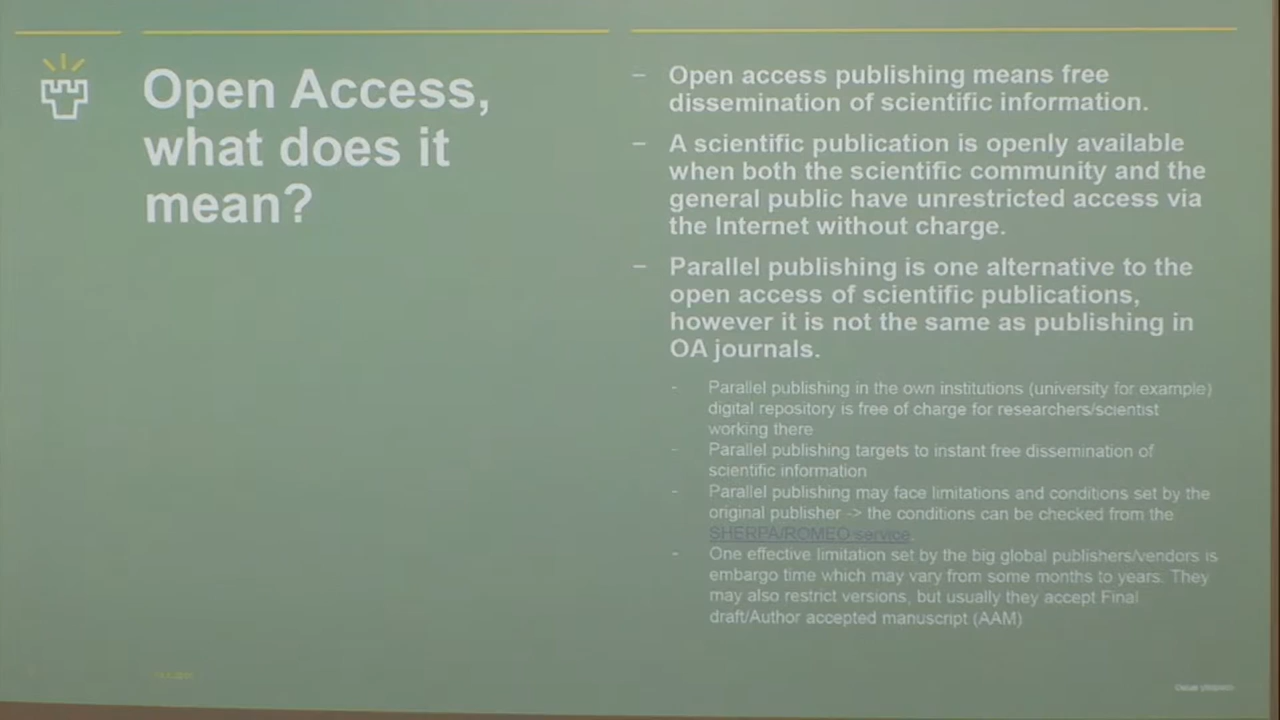 Open Access,
what does it
mean?
– Open access publishing means free
dissemination of scientific information.
– A scientific publication is openly available
when both the scientific community and the
general public have unrestricted access via
the Internet without charge.
– Parallel publishing is one alternative to the
open access of scientific publications,
however it is not the same as publishing in
OA journals.
- Parallel publishing in the own institutions (university for example)
digital repository is free of charge for researchers/scientist
working there
- Parallel publishing targets to instant free dissemination of
scientific information
- Parallel publishing may face limitations and conditions set by the
original publisher -> the conditions can be checked from the
SHERPA/ROMEO service.
- One effective limitation set by the big global publishers/vendors is
embargo time which may vary from some months to years. They
may also restrict versions, but usually they accept Final
draft/Author accepted manuscript (AAM)